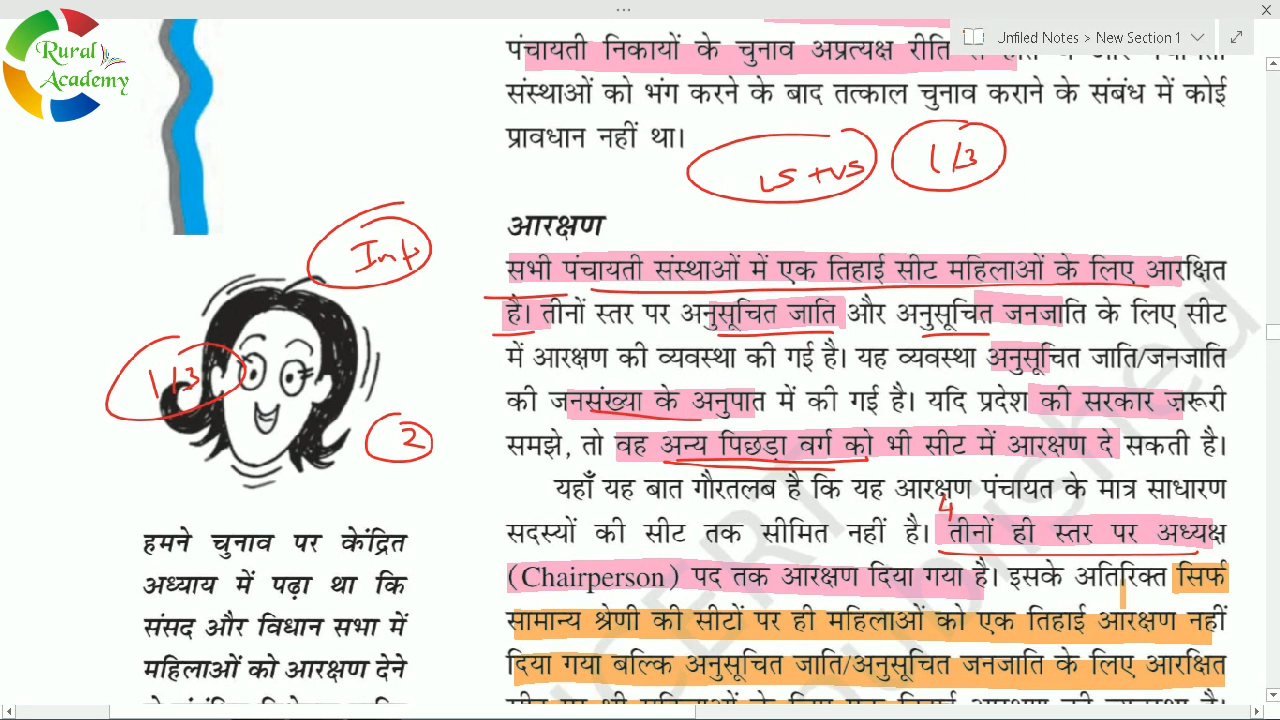 Rural
Academy
Unfiled Notes > New Section 1
पंचायती निकायों के चुनाव अप्रत्यक्ष रीति
संस्थाओं को भंग करने के बाद तत्काल चुनाव कराने के संबंध में कोई
प्रावधान नहीं था।
LS + VS
1/3
आरक्षण
सभी पंचायती संस्थाओं में एक तिहाई सीट महिलाओं के लिए आरक्षित
है। तीनों स्तर पर अनुसूचित जाति और अनुसूचित जनजाति के लिए सीट
में आरक्षण की व्यवस्था की गई है। यह व्यवस्था अनुसूचित जाति/जनजाति
की जनसंख्या के अनुपात में की गई है। यदि प्रदेश की सरकार ज़रूरी
समझे, तो वह अन्य पिछड़ा वर्ग को भी सीट में आरक्षण दे सकती है।
यहाँ यह बात गौरतलब है कि यह आरक्षण पंचायत के मात्र साधारण
सदस्यों की सीट तक सीमित नहीं है। तीनों ही स्तर पर अध्यक्ष
(Chairperson) पद तक आरक्षण दिया गया है। इसके अतिरिक्त सिर्फ
सामान्य श्रेणी की सीटों पर ही महिलाओं को एक तिहाई आरक्षण नहीं
दिया गया बल्कि अनुसूचित जाति/अनुसूचित जनजाति के लिए आरक्षित
4
Imp
1/3
2
हमने चुनाव पर केंद्रित
अध्याय में पढ़ा था कि
संसद और विधान सभा में
महिलाओं को आरक्षण देने